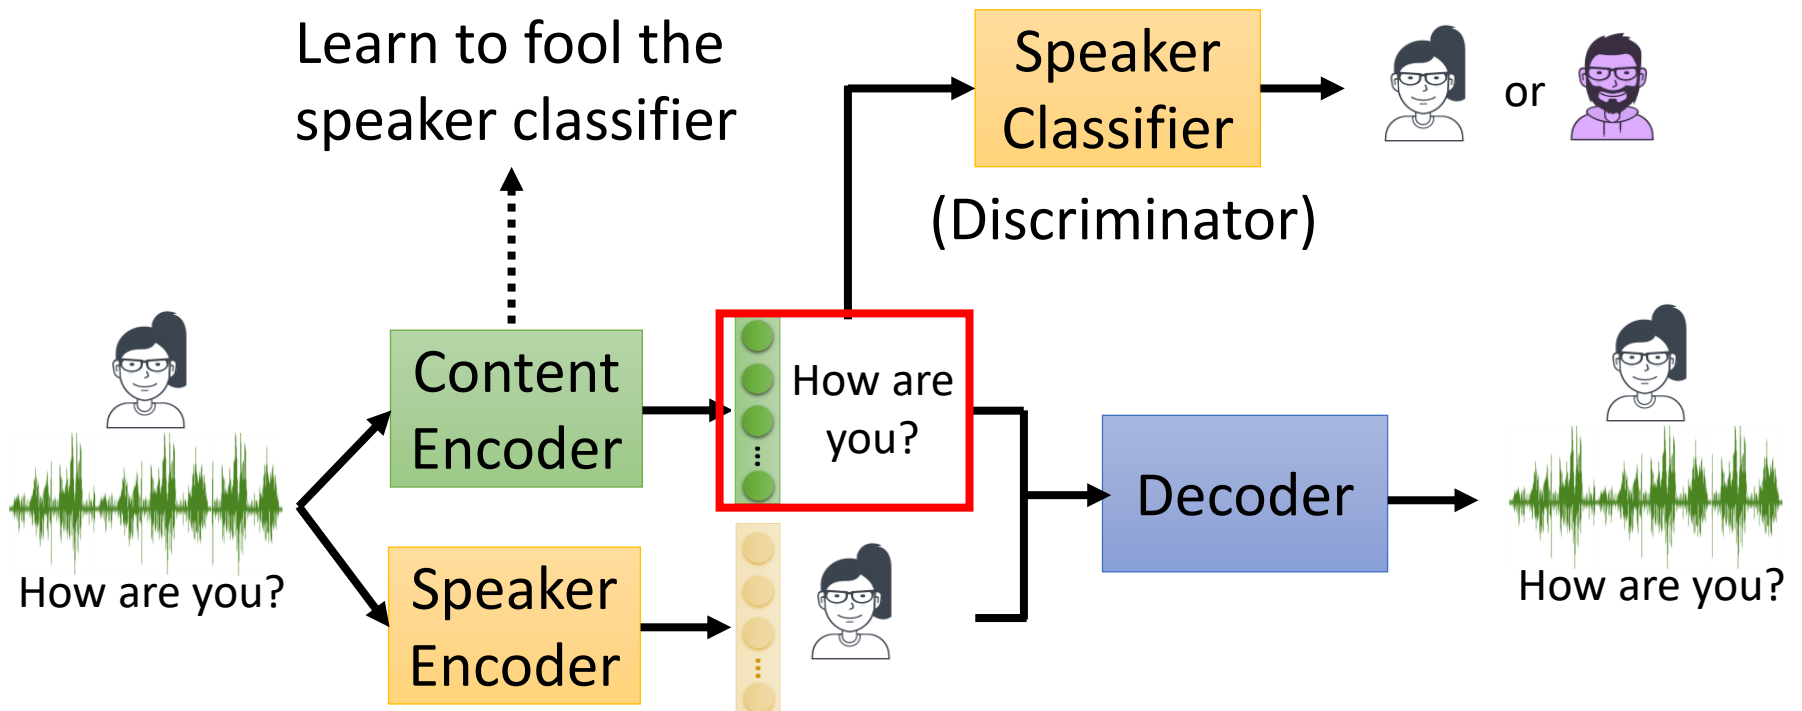 Learn to fool the
speaker classifier
Speaker
Classifier
or
(Discriminator)
Content
Encoder
How are
you?
Decoder
How are you?
Speaker
Encoder
How are you?